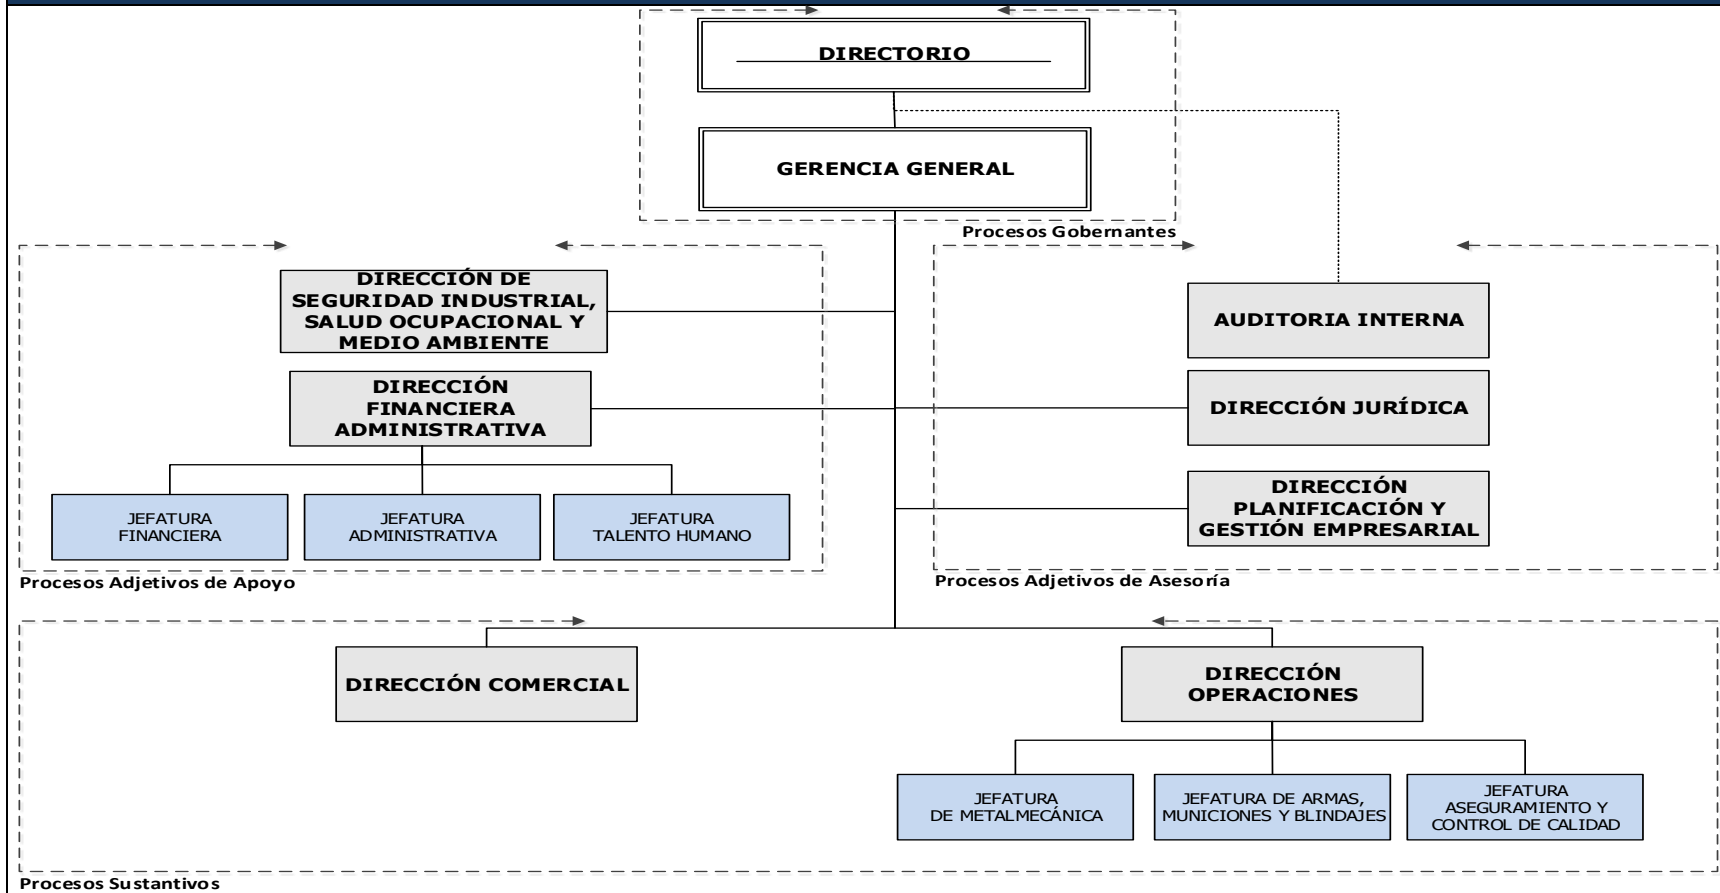 DIRECTORIO
GERENCIA GENERAL
Procesos Gobernantes
DIRECCIÓN DE
SEGURIDAD INDUSTRIAL,
SALUD OCUPACIONAL Y
MEDIO AMBIENTE
DIRECCIÓN
FINANCIERA
ADMINISTRATIVA
JEFATURA
FINANCIERA
JEFATURA
ADMINISTRATIVA
JEFATURA
TALENTO HUMANO
Procesos Adjetivos de Apoyo
AUDITORIA INTERNA
DIRECCIÓN JURÍDICA
DIRECCIÓN
PLANIFICACIÓN Y
GESTIÓN EMPRESARIAL
Procesos Adjetivos de Asesoría
DIRECCIÓN COMERCIAL
DIRECCIÓN
OPERACIONES
JEFATURA
DE METALMECÁNICA
JEFATURA DE ARMAS,
MUNICIONES Y BLINDAJES
JEFATURA
ASEGURAMIENTO Y
CONTROL DE CALIDAD
Procesos Sustantivos